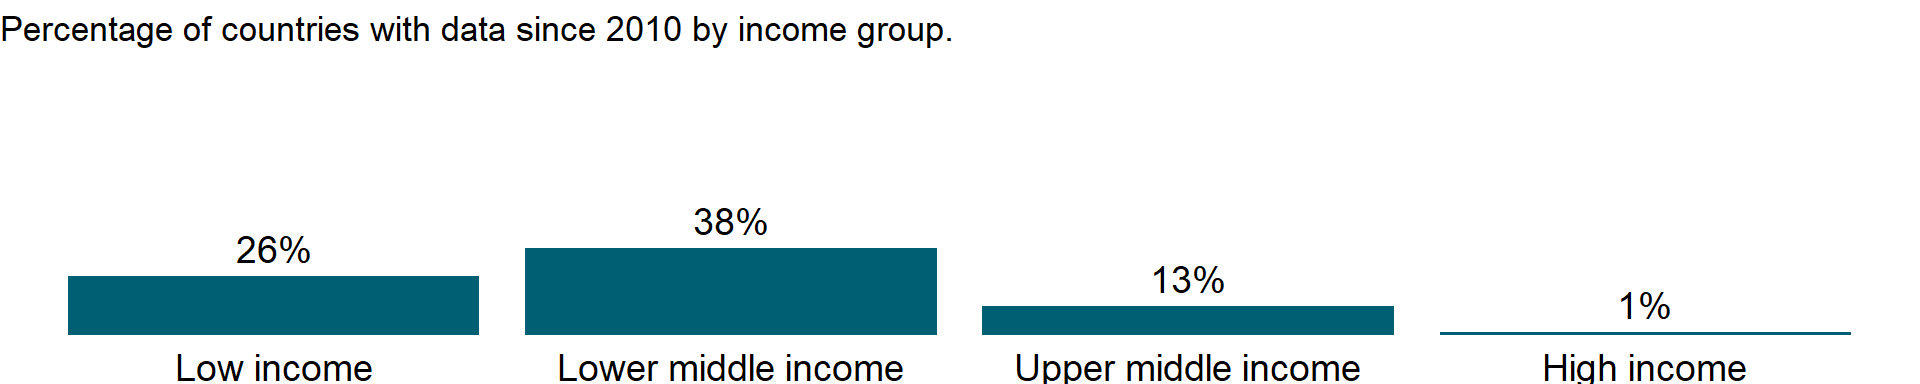 Percentage of countries with data since 2010 by income group.
38%
26%
13%
1%
Low income
Lower middle income
Upper middle income
High income